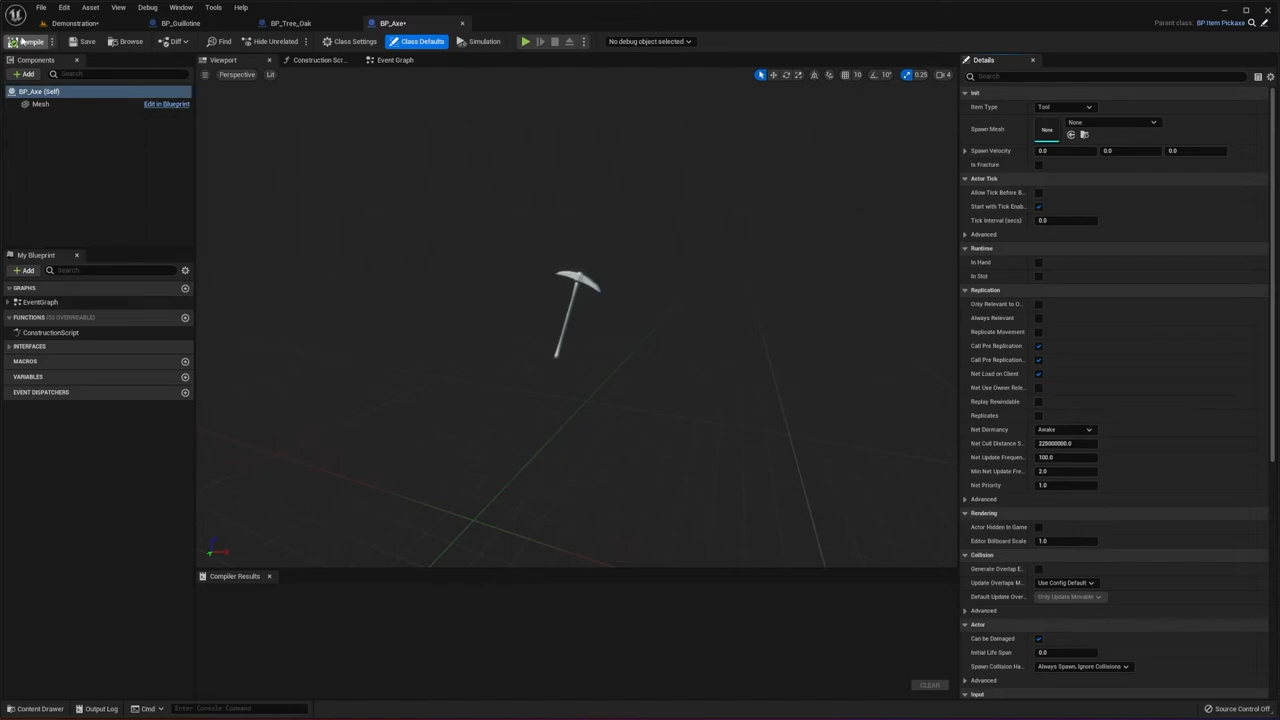 File Edit Asset View Debug Window Tools Help
Demonstration* BP_Guillotine BP_Tree_Oak BP_Axe* Parent class: BP Item Pickaxe
Compile Save Browse Diff Find Hide Unrelated Class Settings Class Defaults Simulation No debug object selected
Components Viewport Construction Scr... Event Graph Details
Add Search Perspective Lit 10 10° 0.25 4 Search
BP_Axe (Self)
Mesh Edit in Blueprint
Init
Item Type Tool
Spawn Mesh None None
Spawn Velocity 0.0 0.0 0.0
Is Fracture
Actor Tick
Allow Tick Before B...
Start with Tick Enab...
Tick Interval (secs) 0.0
Advanced
Runtime
My Blueprint
In Hand
Add Search
In Slot
GRAPHS
Replication
EventGraph
Only Relevant to O...
FUNCTIONS (33 OVERRIDABLE)
Always Relevant
ConstructionScript
Replicate Movement
INTERFACES
Call Pre Replication
MACROS
Call Pre Replication...
VARIABLES
Net Load on Client
EVENT DISPATCHERS
Net Use Owner Rele...
Replay Rewindable
Replicates
Net Dormancy Awake
Net Cull Distance S... 225000000.0
Net Update Frequen... 100.0
Min Net Update Fre... 2.0
Net Priority 1.0
Advanced
Rendering
Actor Hidden In Game
Editor Billboard Scale 1.0
Collision
Generate Overlap E...
Compiler Results
Update Overlaps M... Use Config Default
Default Update Over... Only Update Movable
Advanced
Actor
Can be Damaged
Initial Life Span 0.0
Spawn Collision Ha... Always Spawn, Ignore Collisions
Advanced
CLEAR
Input
Content Drawer Output Log Cmd Enter Console Command Source Control Off